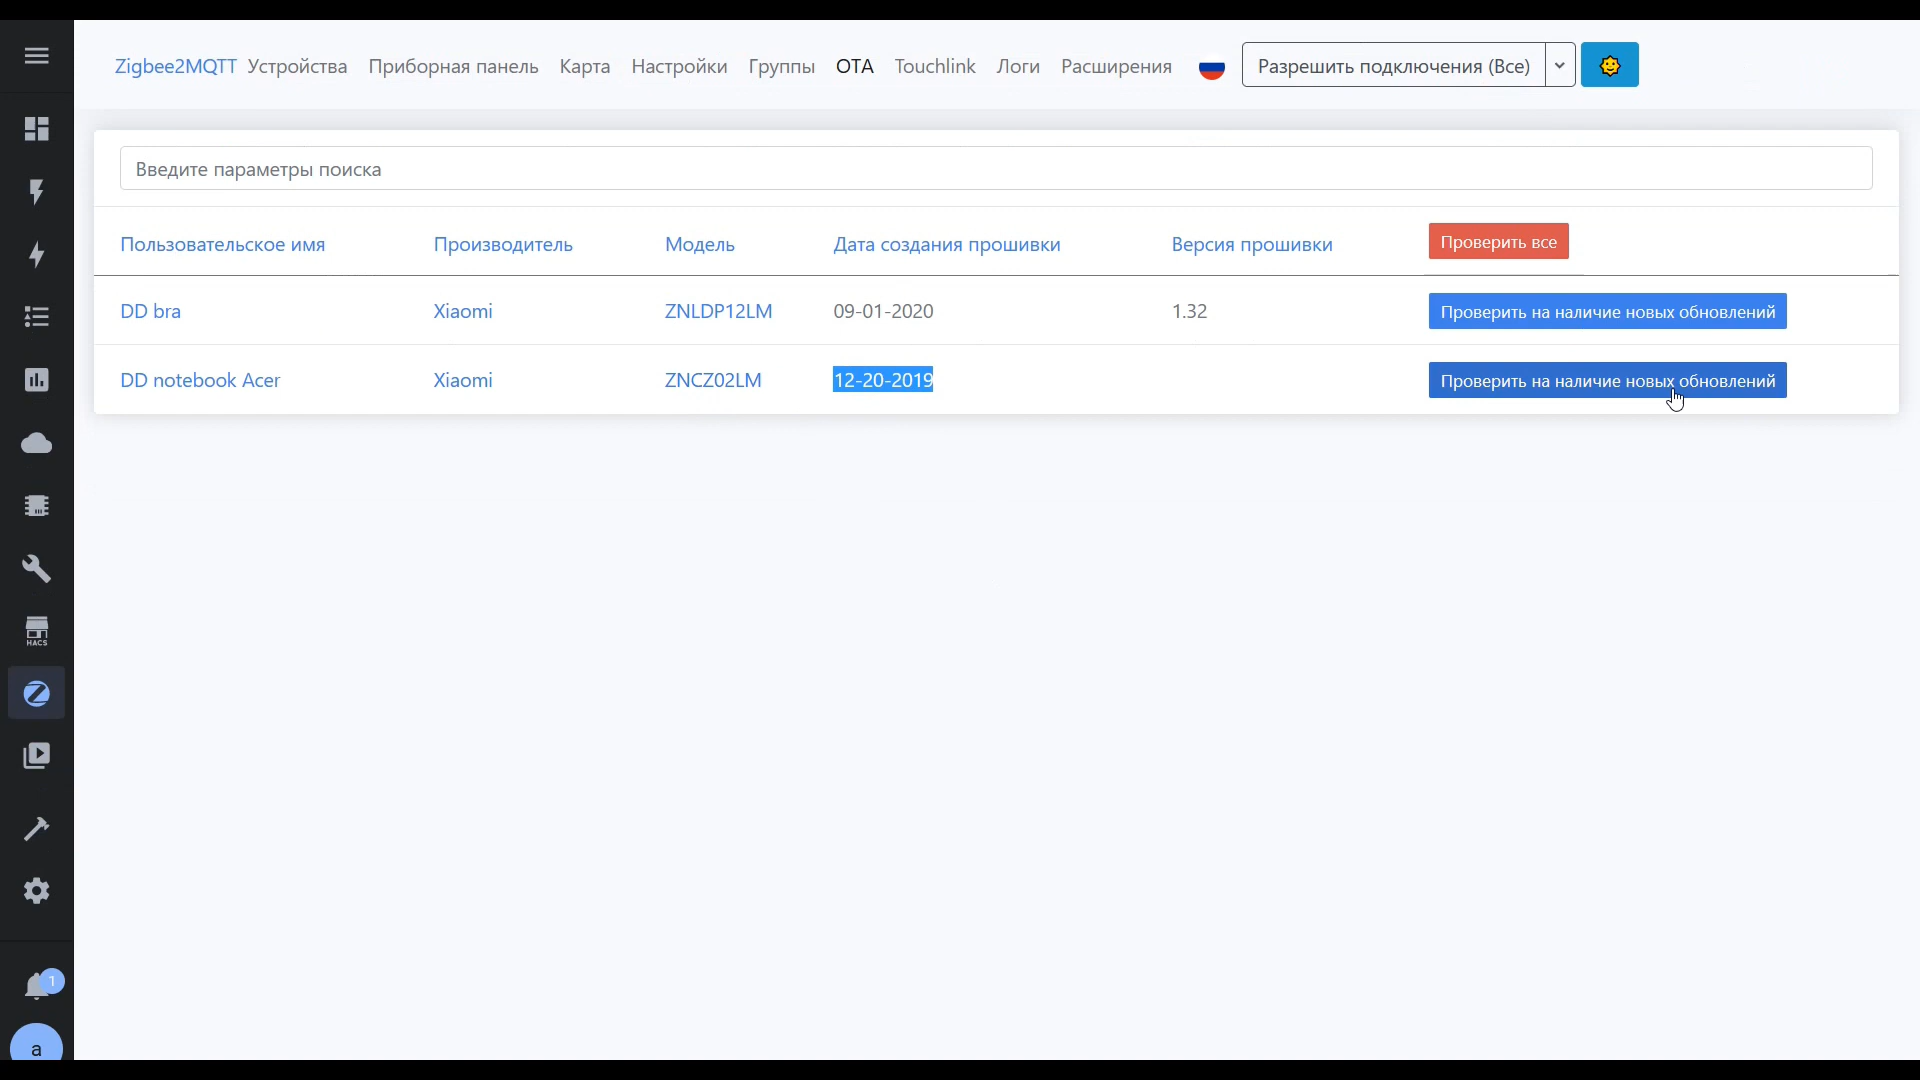 Zigbee2MQTT Устройства Приборная панель Карта Настройки Группы OTA Touchlink Логи Расширения Разрешить подключения (Все)
Введите параметры поиска
Пользовательское имя Производитель Модель Дата создания прошивки Версия прошивки Проверить все
DD bra Xiaomi ZNLDP12LM 09-01-2020 1.32 Проверить на наличие новых обновлений
DD notebook Acer Xiaomi ZNCZ02LM 12-20-2019 Проверить на наличие новых обновлений
HACS
1
a